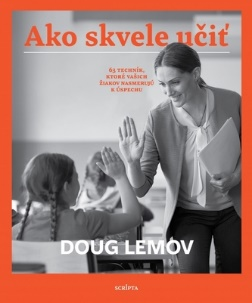 Ako skvele učiť
63 TECHNÍK,
KTORÉ VAŠICH
ŽIAKOV NASMERUJÚ
K ÚSPECHU
DOUG LEMOV
SCRIPTA